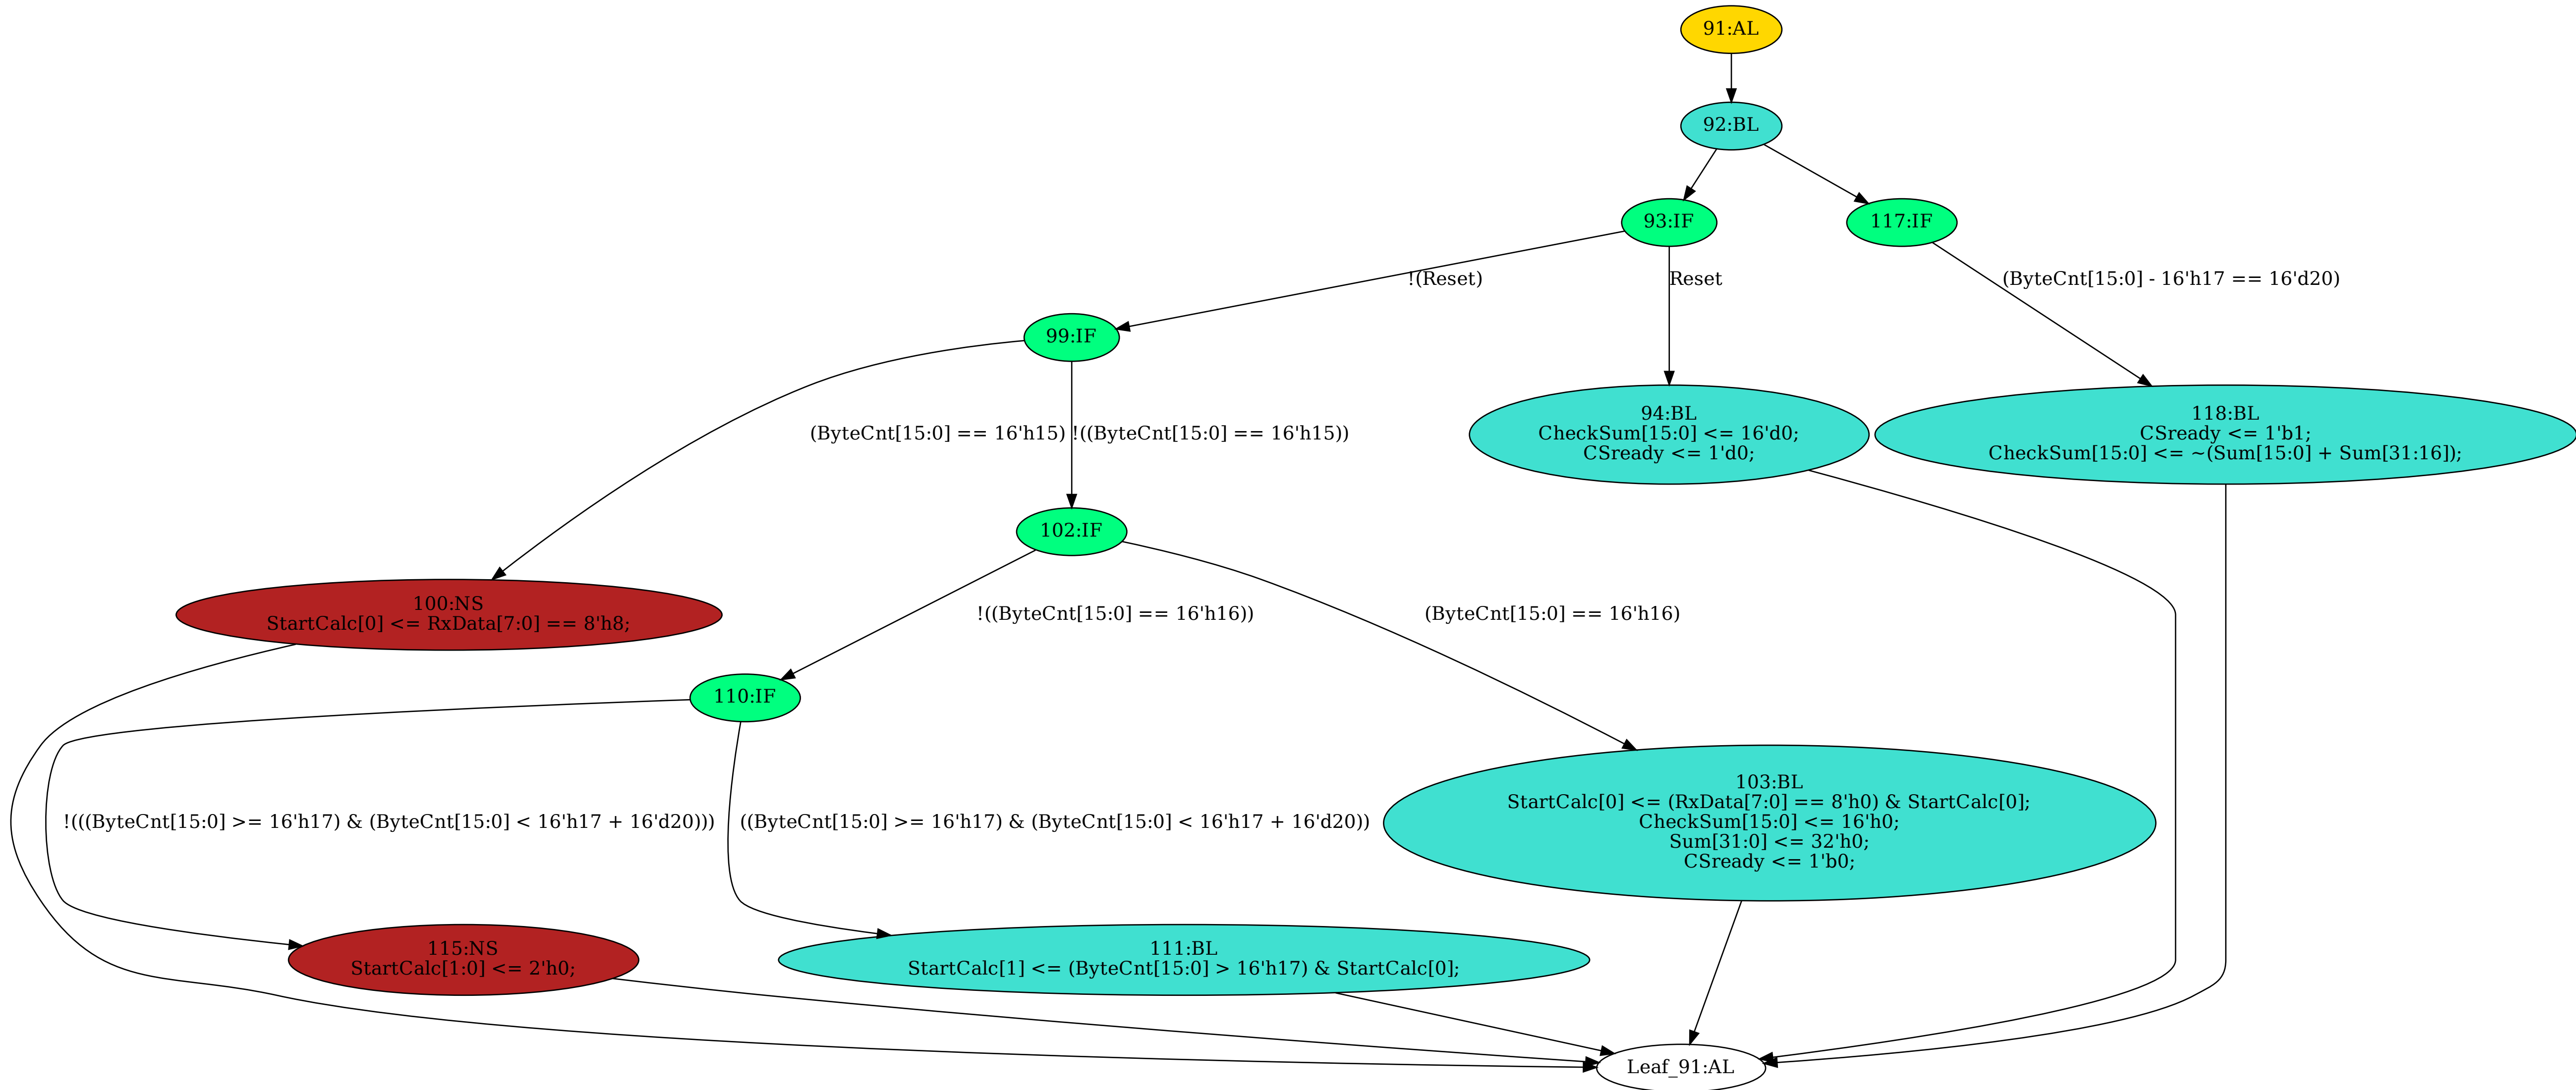 91:AL
92:BL
93:IF
117:IF
!(Reset)
Reset
(ByteCnt[15:0] - 16'h17 == 16'd20)
99:IF
94:BL
CheckSum[15:0] <= 16'd0;
CSready <= 1'd0;
118:BL
CSready <= 1'b1;
CheckSum[15:0] <= ~(Sum[15:0] + Sum[31:16]);
(ByteCnt[15:0] == 16'h15)
!((ByteCnt[15:0] == 16'h15))
102:IF
100:NS
StartCalc[0] <= RxData[7:0] == 8'h8;
!((ByteCnt[15:0] == 16'h16))
(ByteCnt[15:0] == 16'h16)
110:IF
!(((ByteCnt[15:0] >= 16'h17) & (ByteCnt[15:0] < 16'h17 + 16'd20)))
((ByteCnt[15:0] >= 16'h17) & (ByteCnt[15:0] < 16'h17 + 16'd20))
103:BL
StartCalc[0] <= (RxData[7:0] == 8'h0) & StartCalc[0];
CheckSum[15:0] <= 16'h0;
Sum[31:0] <= 32'h0;
CSready <= 1'b0;
115:NS
StartCalc[1:0] <= 2'h0;
111:BL
StartCalc[1] <= (ByteCnt[15:0] > 16'h17) & StartCalc[0];
Leaf_91:AL